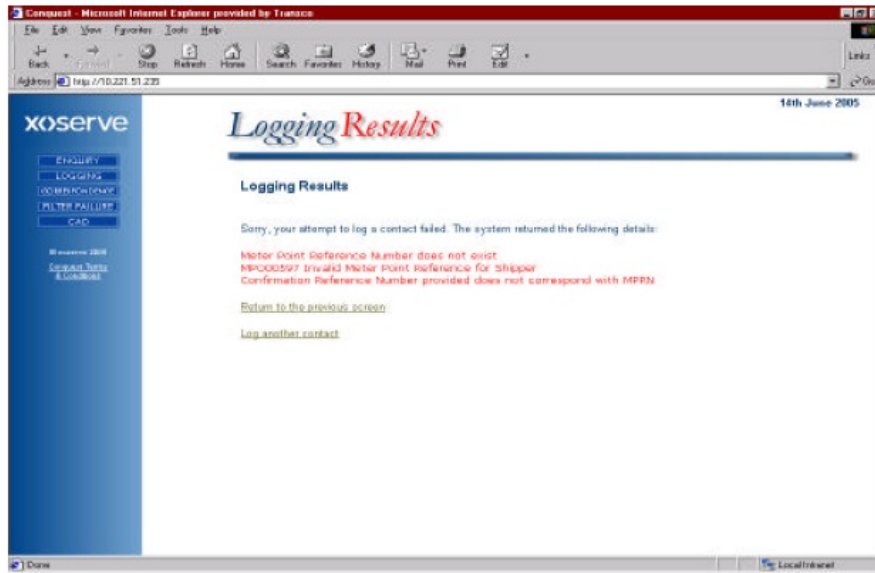 Conquest - Microsoft Internet Explorer provided by Transco
File Edit View Favorites Tools Help
Back Forward Stop Refresh Home Search Favorites History Mail Print Edit
Links
Address http://10.221.51.235
Go
14th June 2005
xoserve
Logging Results
ENQUIRY
LOGGING
CORRESPONDENCE
FILTER FAILURE
CAD
Conquest Terms
& Conditions
Logging Results
Sorry, your attempt to log a contact failed. The system returned the following details:
Meter Point Reference Number does not exist
MPO00397 Invalid Meter Point Reference for Shipper
Confirmation Reference Number provided does not correspond with MPRN
Return to the previous screen
Log another contact
Done
Local intranet